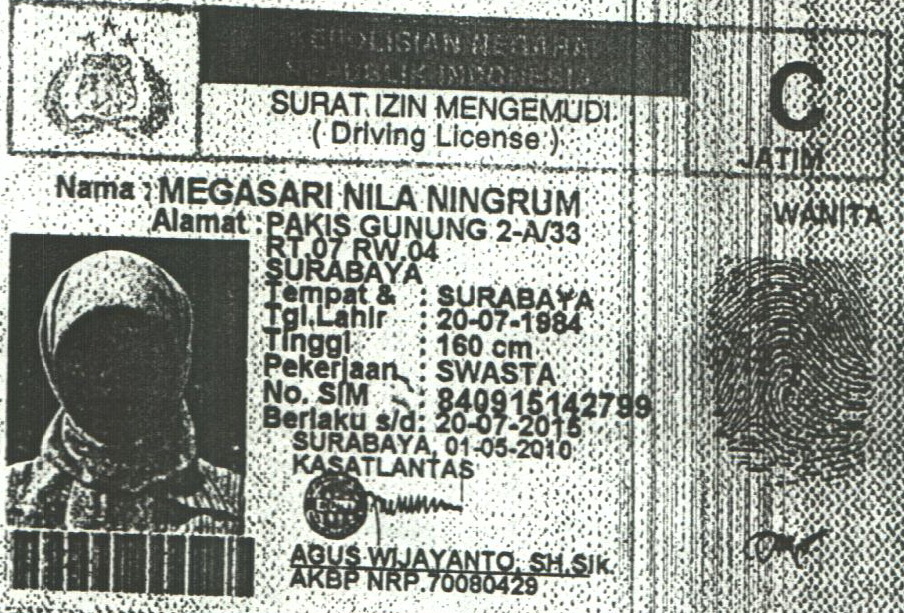 KEPOLISIAN NEGARA
REPUBLIK INDONESIA
SURAT IZIN MENGEMUDI
( Driving License )
C
JATIM
Nama : MEGASARI NILA NINGRUM
WANITA
Alamat : PAKIS GUNUNG 2-A/33
RT.07 RW.04
SURABAYA
Tempat & : SURABAYA
Tgl.Lahir : 20-07-1984
Tinggi : 160 cm
Pekerjaan : SWASTA
No. SIM : 840915142799
Berlaku s/d: 20-07-2015
SURABAYA, 01-05-2010
KASATLANTAS
AGUS WIJAYANTO, SH.SIk.
AKBP NRP.70080429